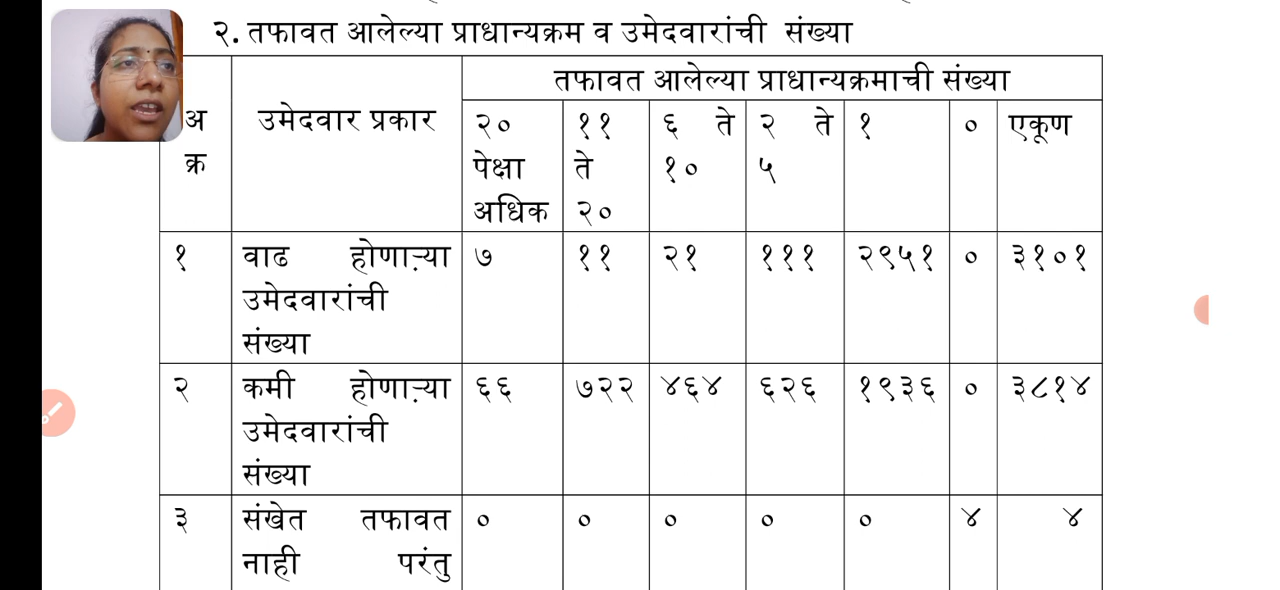 २. तफावत आलेल्या प्राधान्यक्रम व उमेदवारांची संख्या
तफावत आलेल्या प्राधान्यक्रमाची संख्या
अ क्र
उमेदवार प्रकार
२० पेक्षा अधिक
११ ते २०
६ ते १०
२ ते ५
१
०
एकूण
१ वाढ होणाऱ्या उमेदवारांची संख्या ७ ११ २१ १११ २९५१ ० ३१०१
२ कमी होणाऱ्या उमेदवारांची संख्या ६६ ७२२ ४६४ ६२६ १९३६ ० ३८१४
३ संखेत तफावत नाही परंतु ० ० ० ० ० ४ ४